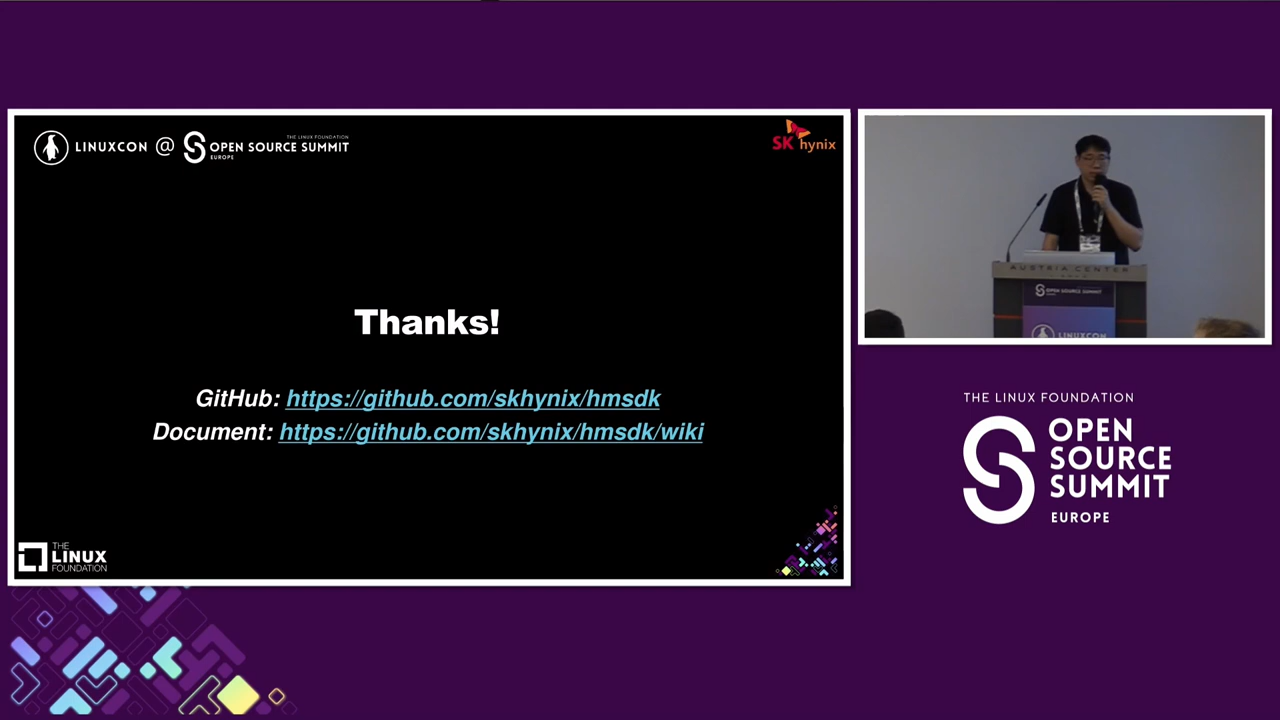 LINUXCON @ THE LINUX FOUNDATION
OPEN SOURCE SUMMIT
EUROPE
SK hynix
Thanks!
GitHub: https://github.com/skhynix/hmsdk
Document: https://github.com/skhynix/hmsdk/wiki
THE
LINUX
FOUNDATION
AUSTRIA CENTER
OPEN SOURCE SUMMIT
LINUXCON
THE LINUX FOUNDATION
OPEN
SOURCE
SUMMIT
EUROPE